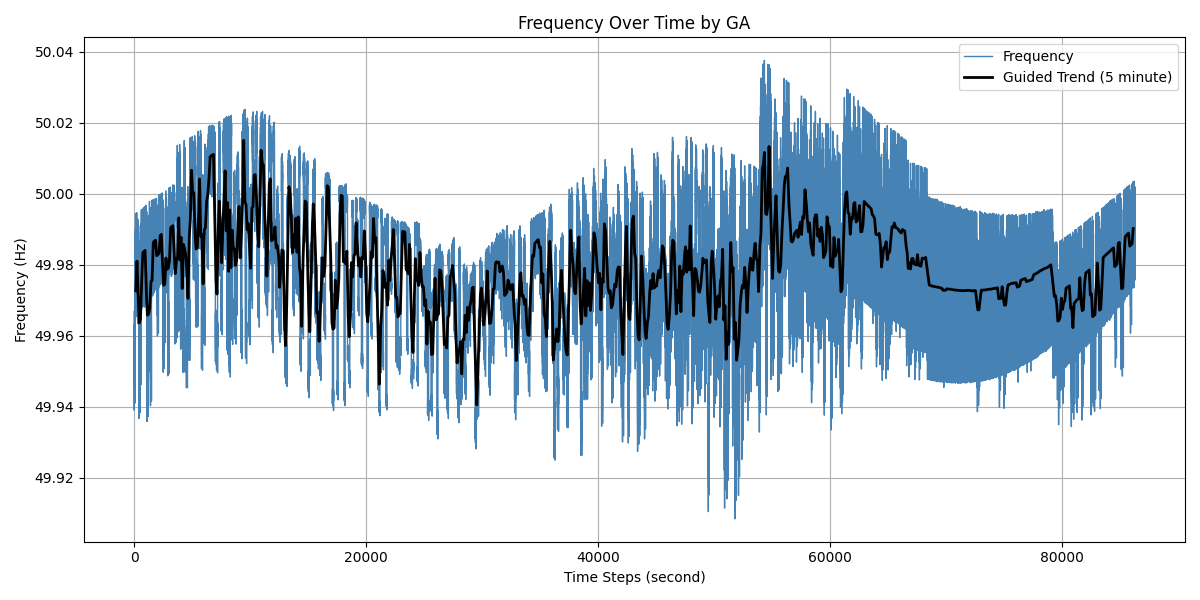 Frequency Over Time by GA
Frequency
Guided Trend (5 minute)
Frequency (Hz)
50.04
50.02
50.00
49.98
49.96
49.94
49.92
0 20000 40000 60000 80000
Time Steps (second)